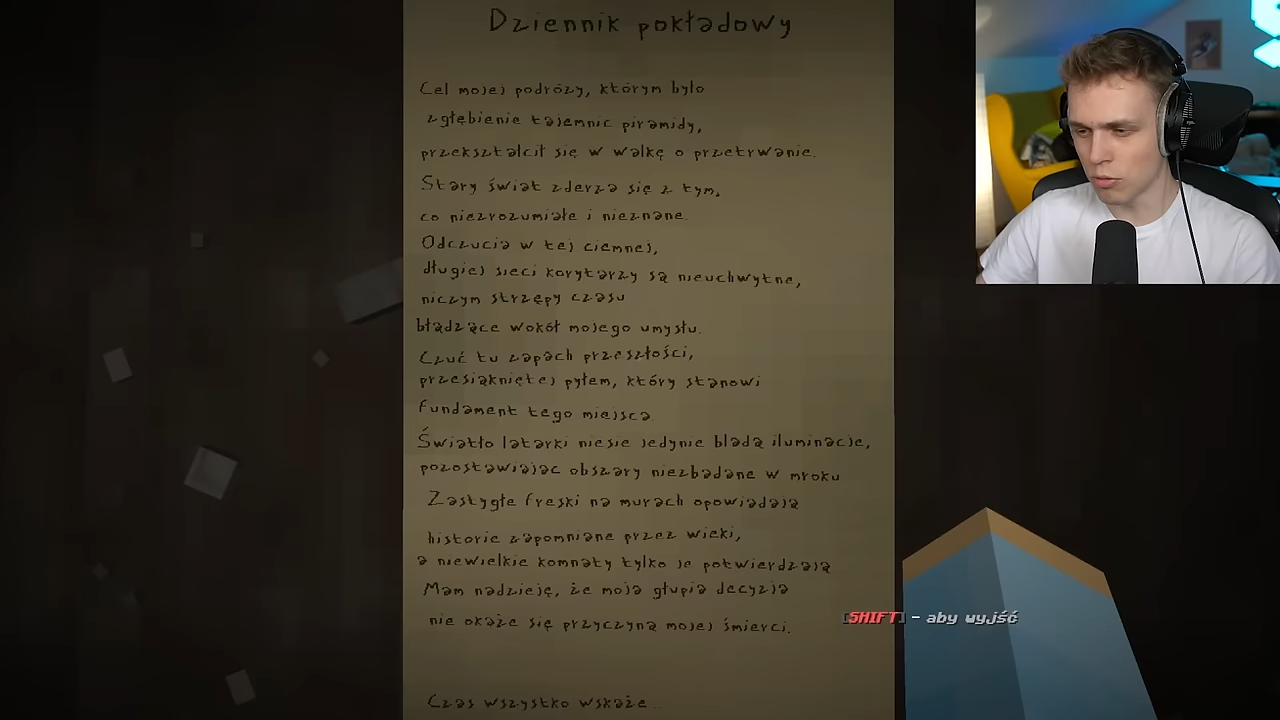 Dziennik pokładowy
Cel mojej podróży, którym było
zgłębienie tajemnic piramidy,
przekształcił się w walkę o przetrwanie.
Stary świat zderza się z tym,
co niezrozumiałe i nieznane.
Odczucia w tej ciemnej,
długiej sieci korytarzy są nieuchwytne,
niczym strzępy czasu
błądzące wokół mojego umysłu.
Czuć tu zapach przeszłości,
przesiąkniętej pyłem, który stanowi
fundament tego miejsca.
Światło latarki niesie jedynie bladą iluminację,
pozostawiając obszary niezbadane w mroku
Zastygłe freski na murach opowiadają
historie zapomniane przez wieki,
a niewielkie komnaty tylko je potwierdzają
Mam nadzieję, że moja głupia decyzja
nie okaże się przyczyną mojej śmierci.
[SHIFT] - aby wyjść
Czas wszystko wskaże...